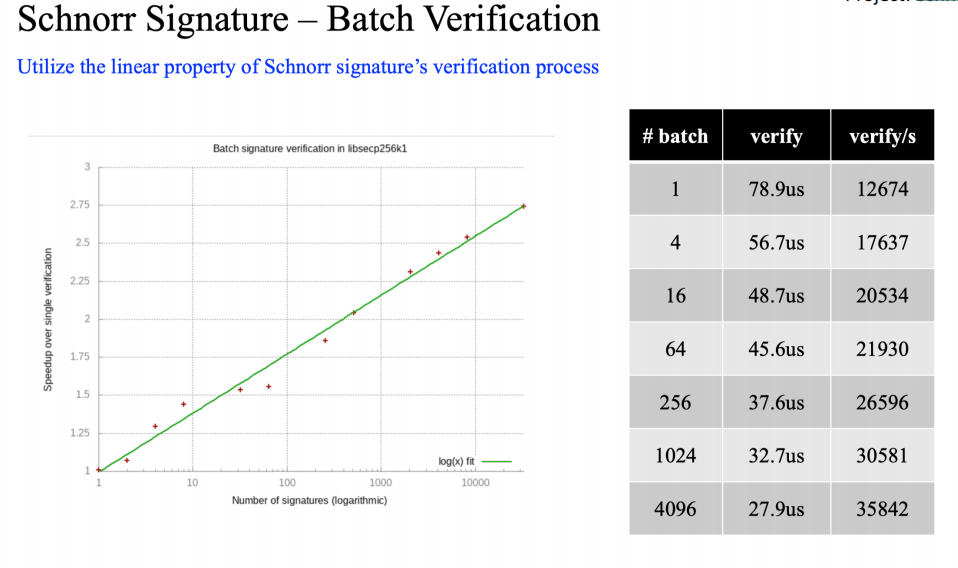 Schnorr Signature – Batch Verification
Utilize the linear property of Schnorr signature's verification process
Batch signature verification in libsecp256k1
3
2.75
2.5
2.25
2
1.75
1.5
1.25
1
Speedup over single verification
log(x) fit
1 10 100 1000 10000
Number of signatures (logarithmic)
# batch verify verify/s
1 78.9us 12674
4 56.7us 17637
16 48.7us 20534
64 45.6us 21930
256 37.6us 26596
1024 32.7us 30581
4096 27.9us 35842